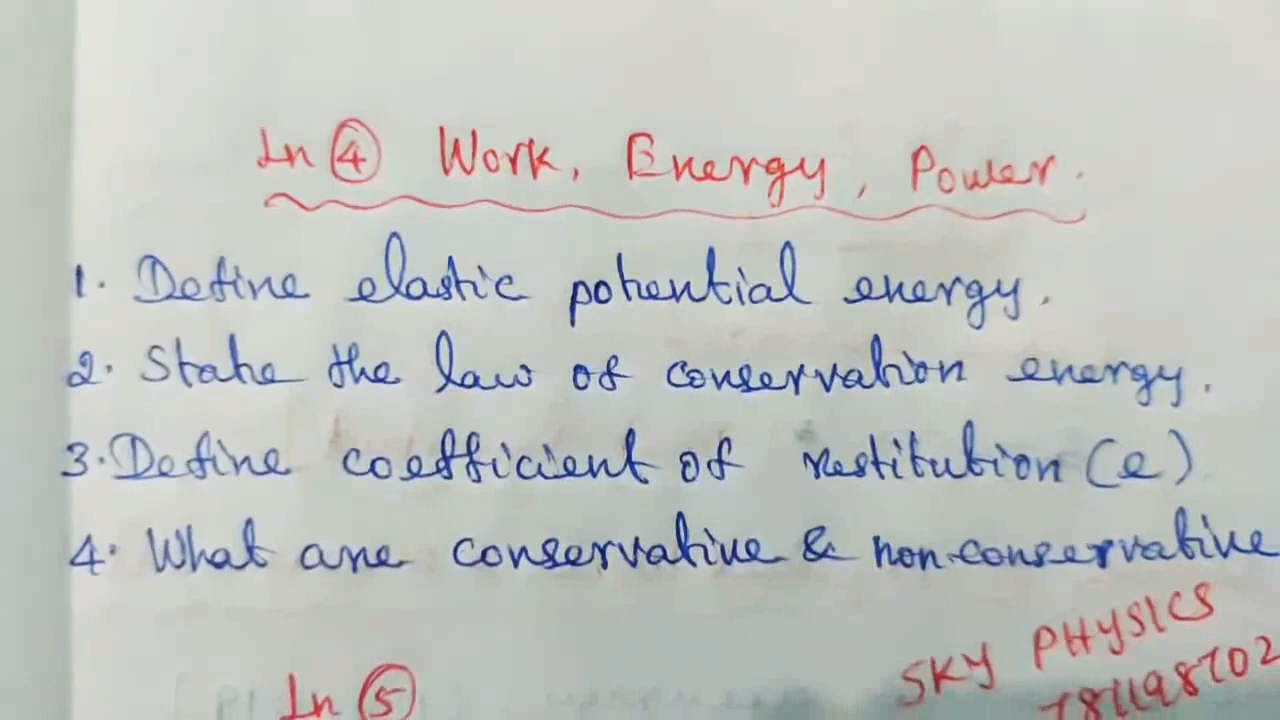 Ln ④ Work, Energy, Power.
1. Define elastic potential energy.
2. State the law of conservation energy.
3. Define coefficient of restitution (e)
4. What are conservative & non-conservative
SKY PHYSICS
Ln ⑤